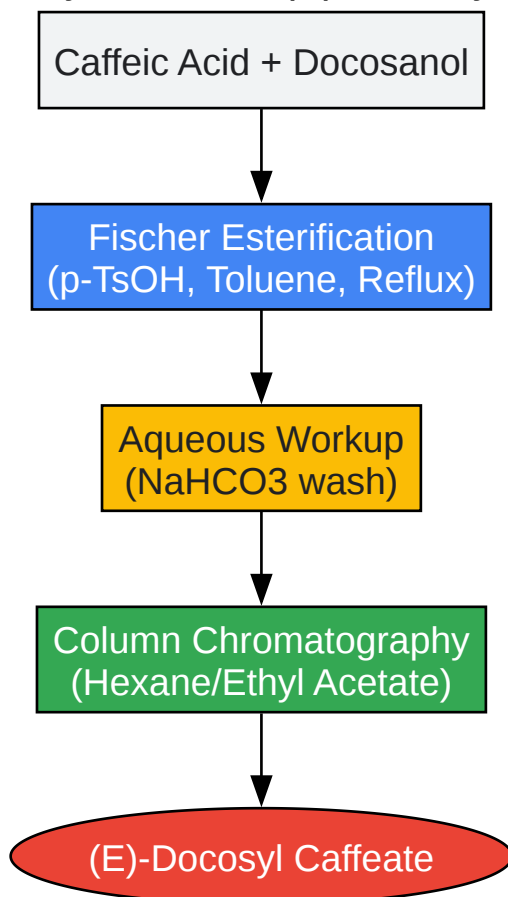 Caffeic Acid + Docosanol
Fischer Esterification
(p-TsOH, Toluene, Reflux)
Aqueous Workup
(NaHCO3 wash)
Column Chromatography
(Hexane/Ethyl Acetate)
(E)-Docosyl Caffeate